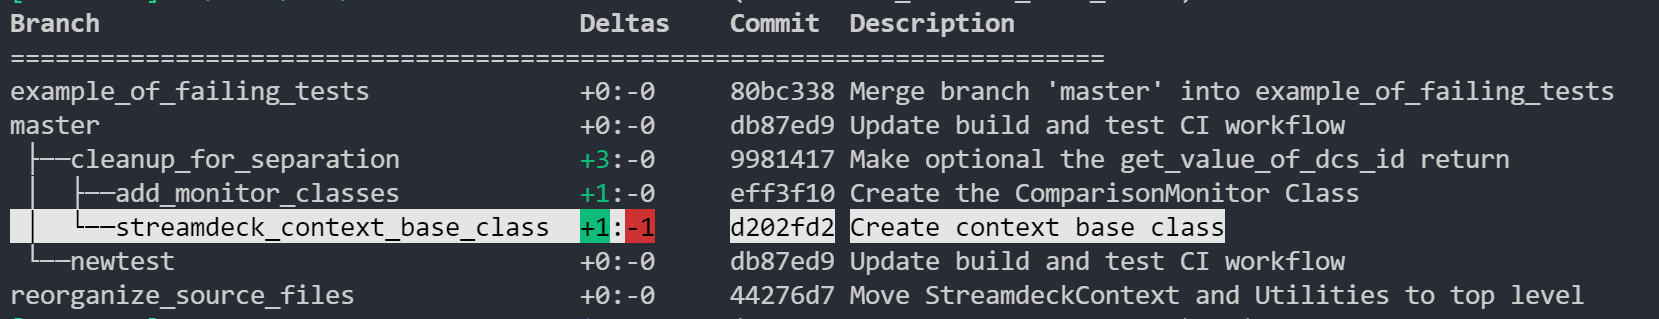 Branch Deltas Commit Description
=========================================================================
example_of_failing_tests +0:-0 80bc338 Merge branch 'master' into example_of_failing_tests
master +0:-0 db87ed9 Update build and test CI workflow
├──cleanup_for_separation +3:-0 9981417 Make optional the get_value_of_dcs_id return
│ ├──add_monitor_classes +1:-0 eff3f10 Create the ComparisonMonitor Class
│ └──streamdeck_context_base_class +1:-1 d202fd2 Create context base class
└──newtest +0:-0 db87ed9 Update build and test CI workflow
reorganize_source_files +0:-0 44276d7 Move StreamdeckContext and Utilities to top level